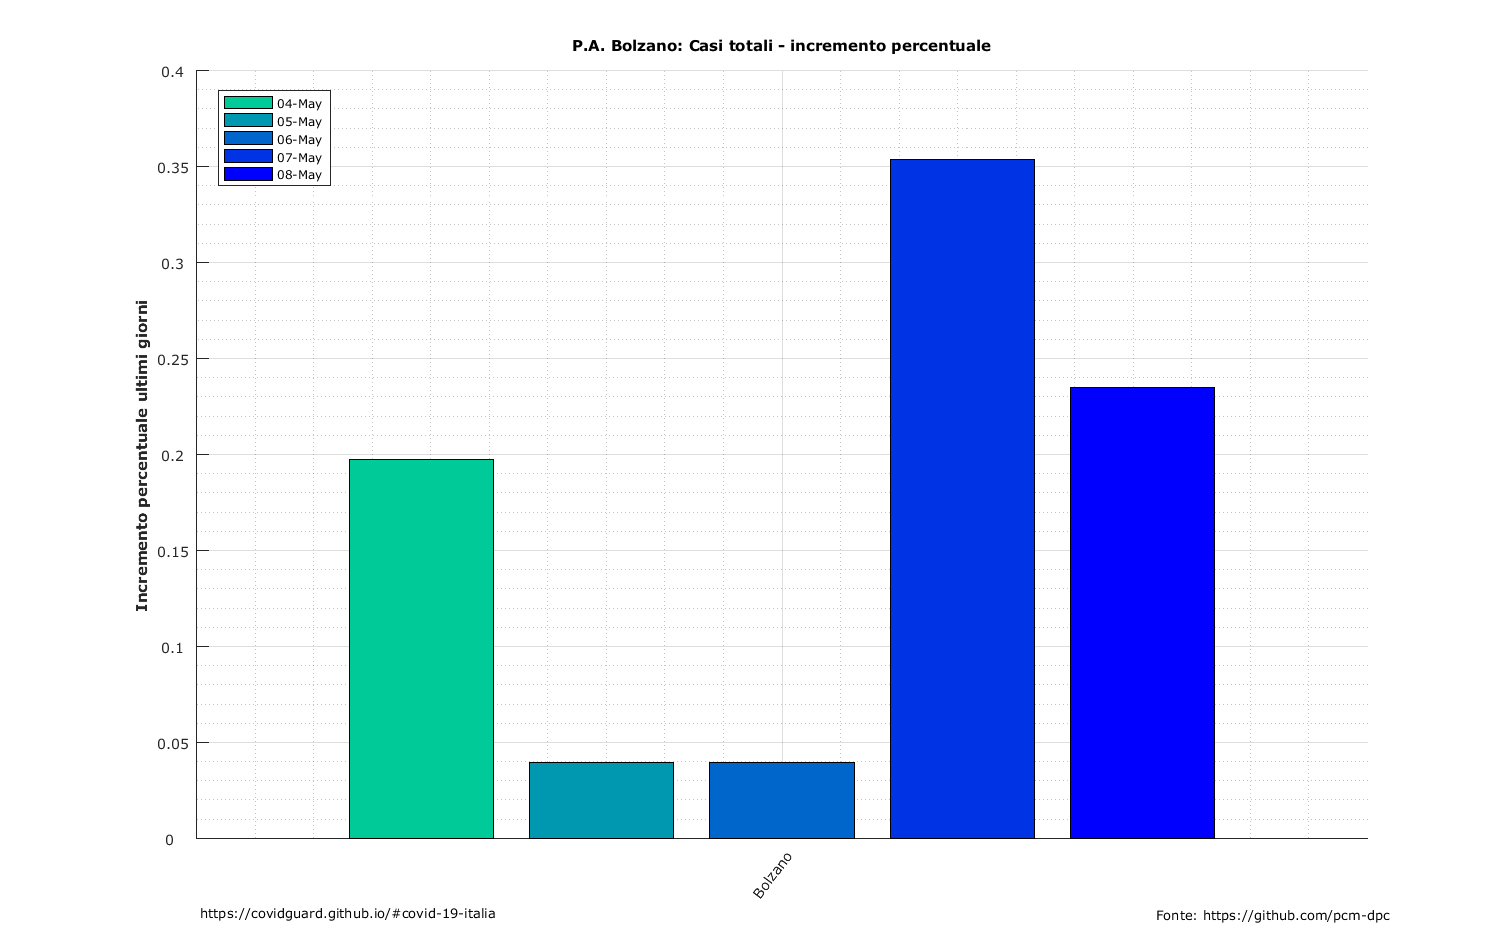 P.A. Bolzano: Casi totali - incremento percentuale
0.4
0.35
0.3
0.25
0.2
0.15
0.1
0.05
0
Incremento percentuale ultimi giorni
04-May
05-May
06-May
07-May
08-May
Bolzano
https://covidguard.github.io/#covid-19-italia
Fonte: https://github.com/pcm-dpc